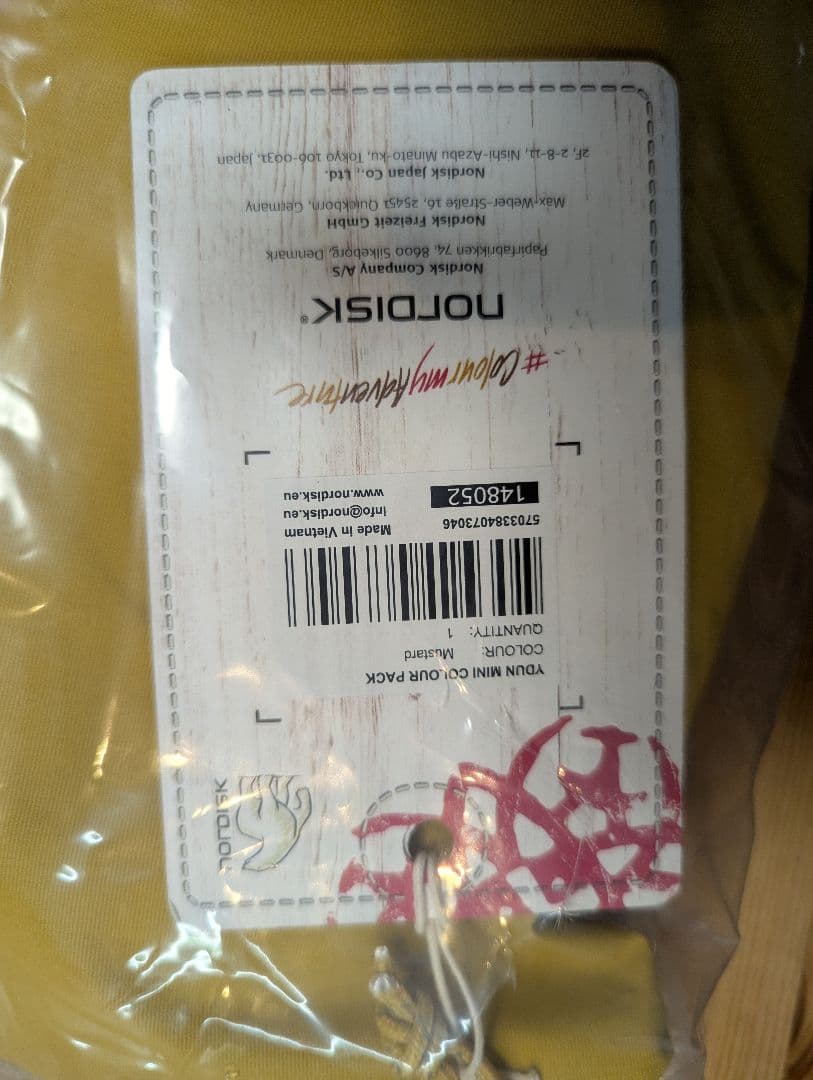 NORDISK
YDUN MINI COLOUR PACK
COLOUR: Mustard
QUANTITY: 1
5703384073046 Made in Vietnam
148052 info@nordisk.eu
www.nordisk.eu
#ColourmyAdventure
NORDISK®
Nordisk Company A/S
Papirfabrikken 74, 8600 Silkeborg, Denmark
Nordisk Freizeit GmbH
Max-Weber-Straße 16, 25451 Quickborn, Germany
Nordisk Japan Co., Ltd.
2F, 2-8-11, Nishi-Azabu Minato-ku, Tokyo 106-0031, Japan